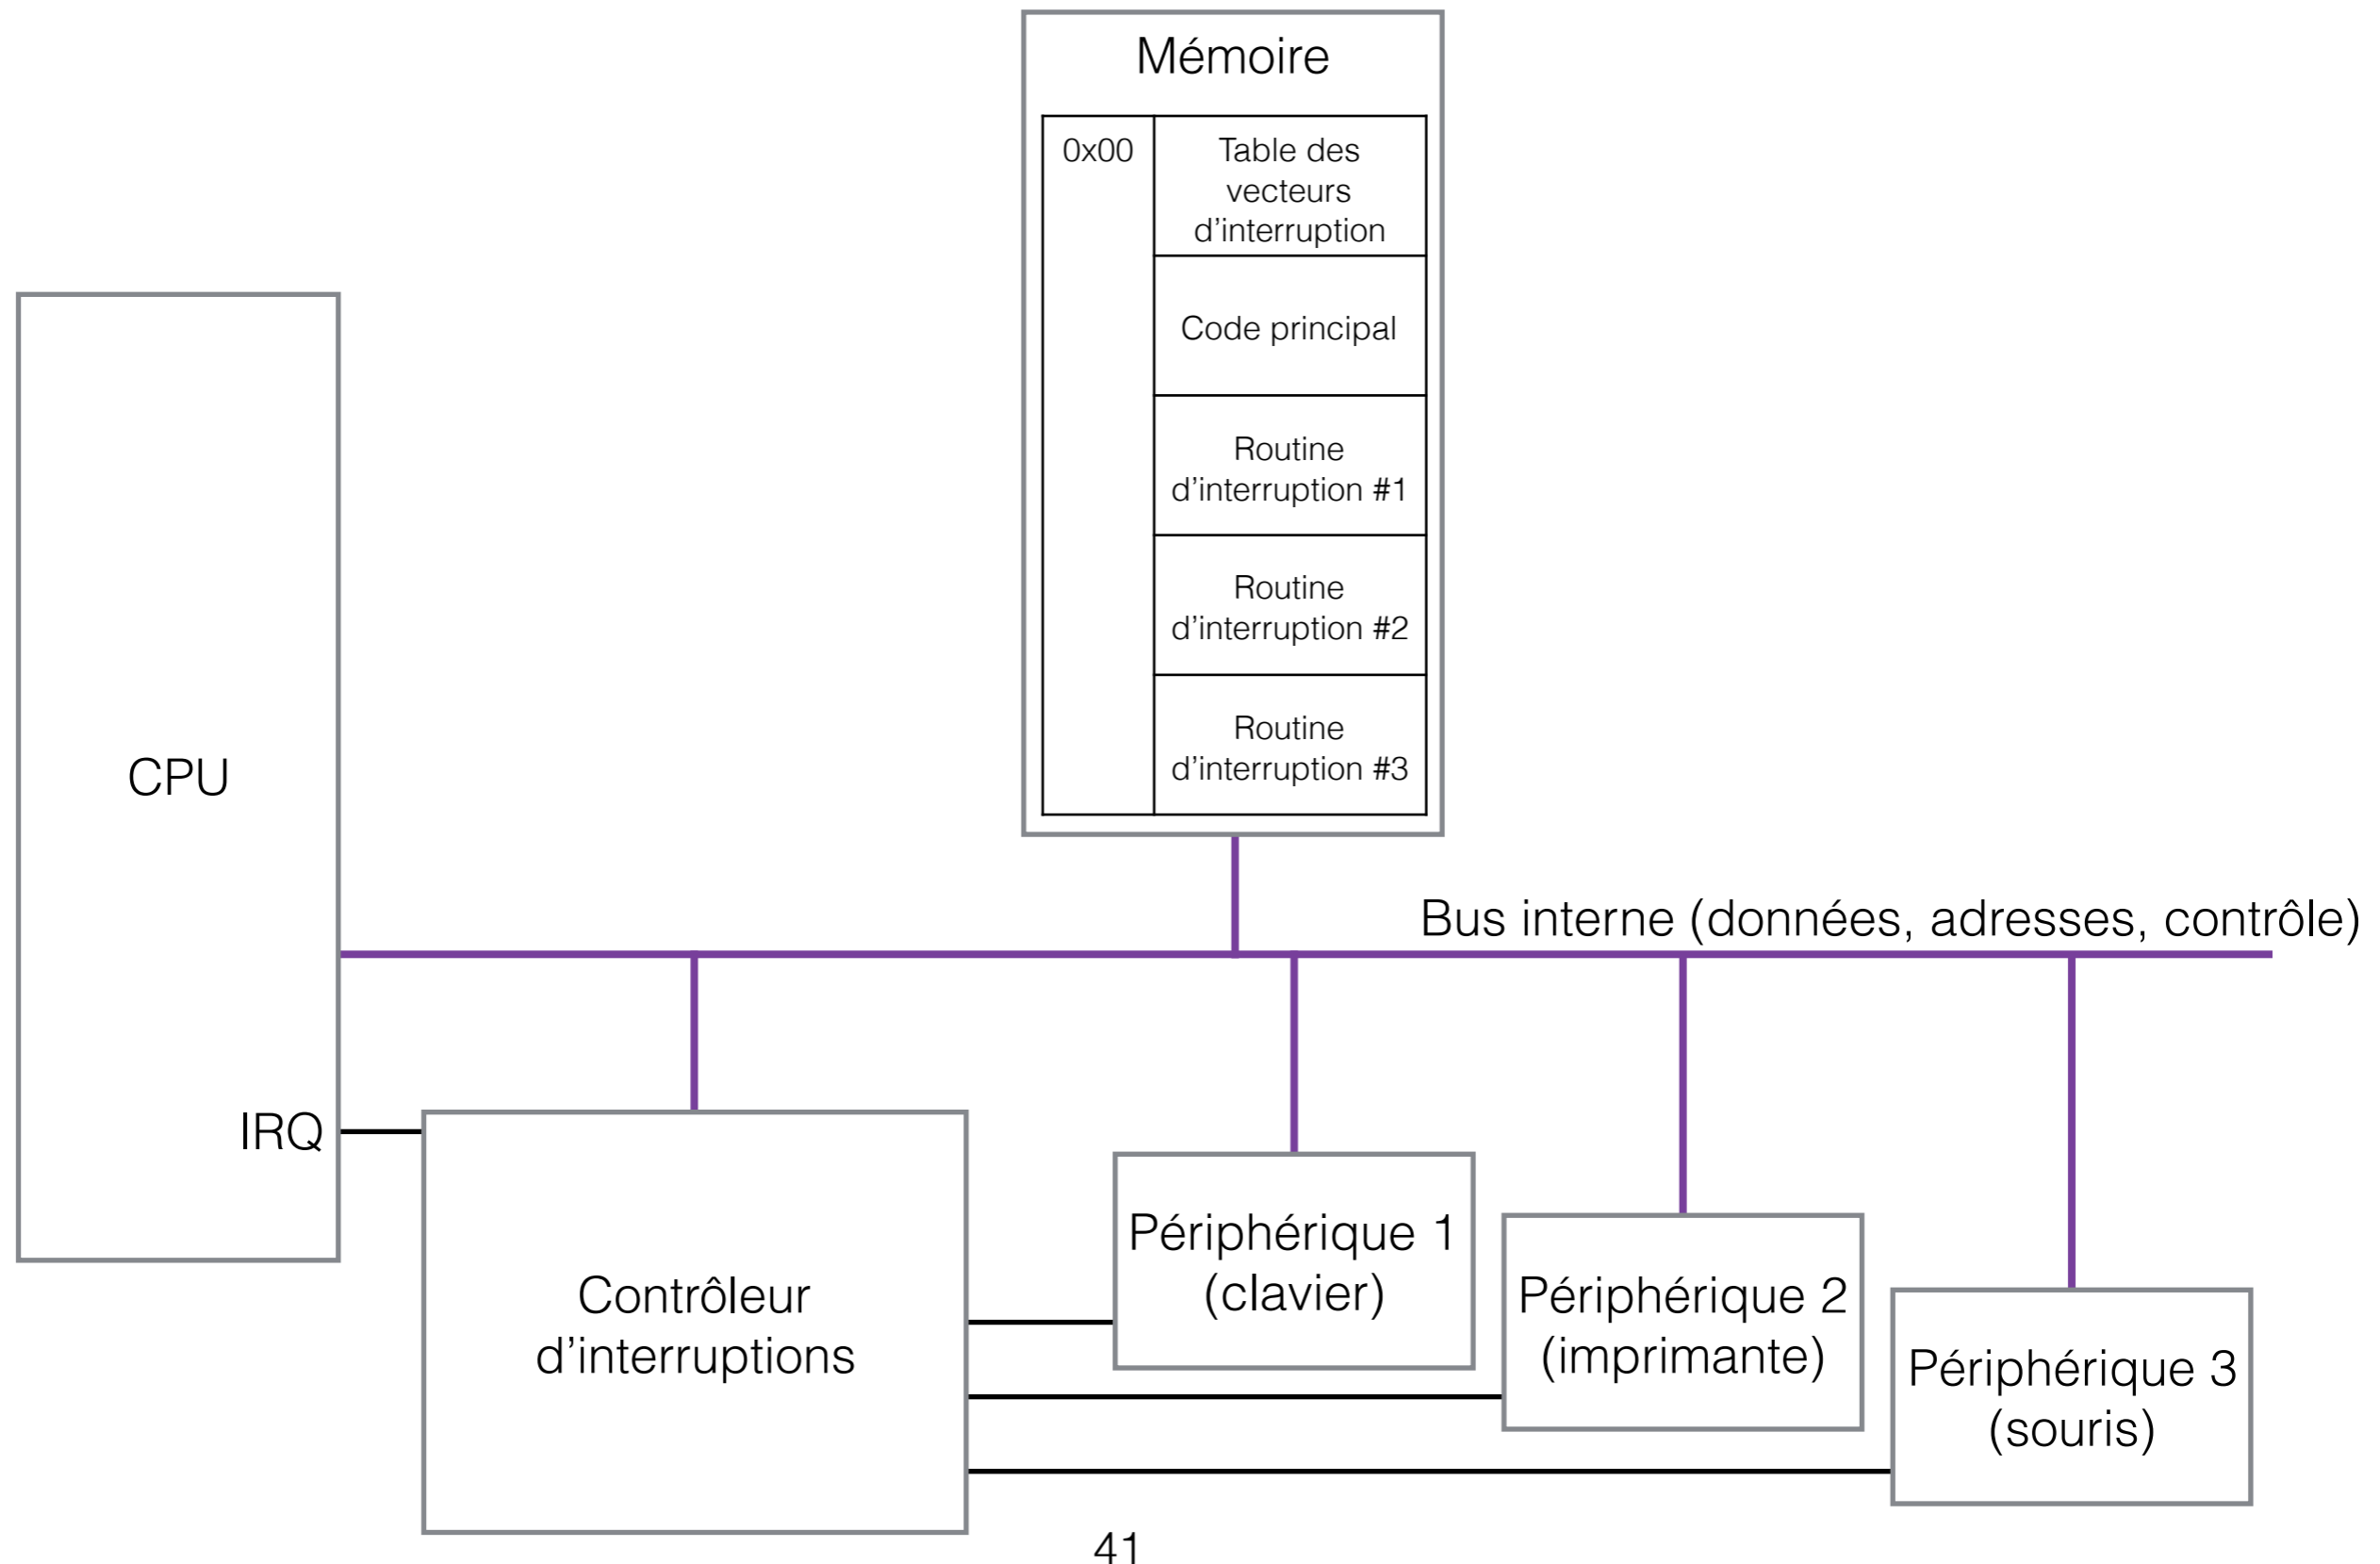 Mémoire
0x00
Table des
vecteurs
d’interruption
Code principal
Routine
d’interruption #1
Routine
d’interruption #2
Routine
d’interruption #3
CPU
Bus interne (données, adresses, contrôle)
IRQ
Contrôleur
d’interruptions
Périphérique 1
(clavier)
Périphérique 2
(imprimante)
Périphérique 3
(souris)
41